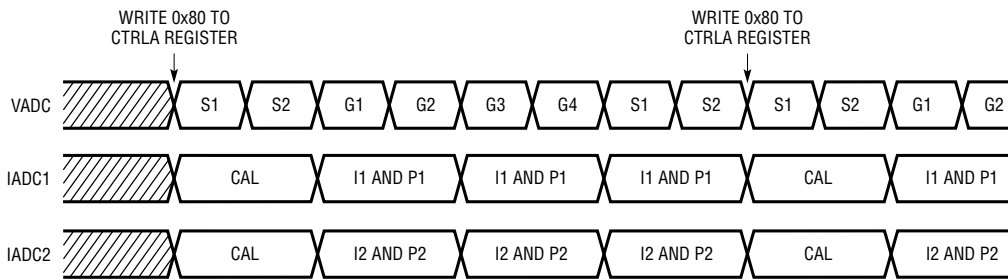 WRITE 0x80 TO
CTRLA REGISTER
WRITE 0x80 TO
CTRLA REGISTER
VADC S1 S2 G1 G2 G3 G4 S1 S2 S1 S2 G1 G2
IADC1 CAL I1 AND P1 I1 AND P1 I1 AND P1 CAL I1 AND P1
IADC2 CAL I2 AND P2 I2 AND P2 I2 AND P2 CAL I2 AND P2